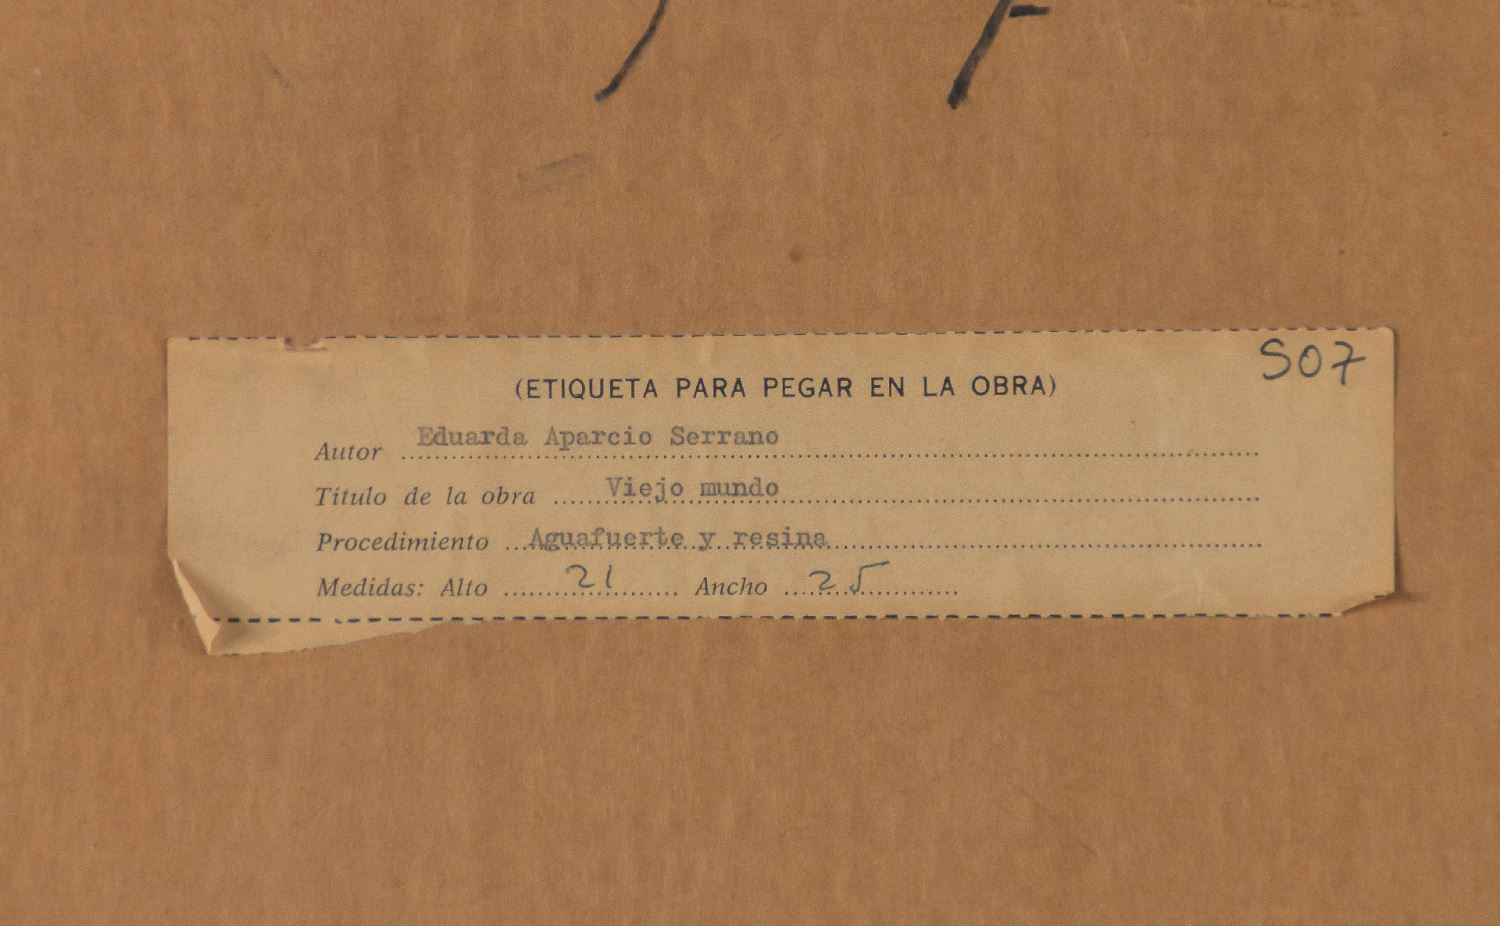 S07
(ETIQUETA PARA PEGAR EN LA OBRA)
Autor Eduarda Aparcio Serrano
Título de la obra Viejo mundo
Procedimiento Aguafuerte y resina
Medidas: Alto 21 Ancho 25